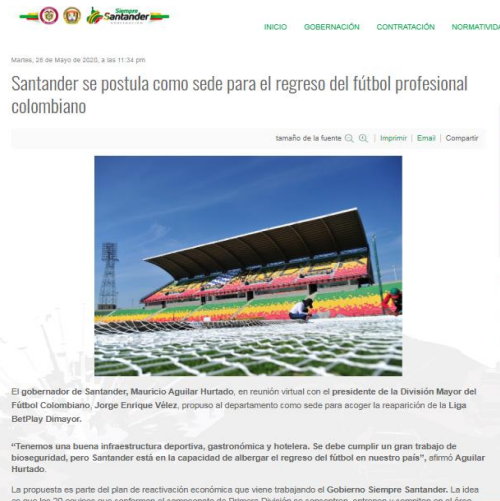 Siempre
Santander
INICIO GOBERNACIÓN CONTRATACIÓN NORMATIVIDA
Martes, 26 de Mayo de 2020, a las 11:34 pm
Santander se postula como sede para el regreso del fútbol profesional
colombiano
tamaño de la fuente Imprimir Email Compartir
El gobernador de Santander, Mauricio Aguilar Hurtado, en reunión virtual con el presidente de la División Mayor del
Fútbol Colombiano, Jorge Enrique Vélez, propuso al departamento como sede para acoger la reaparición de la Liga
BetPlay Dimayor.
“Tenemos una buena infraestructura deportiva, gastronómica y hotelera. Se debe cumplir un gran trabajo de
bioseguridad, pero Santander está en la capacidad de albergar el regreso del fútbol en nuestro país”, afirmó Aguilar
Hurtado.
La propuesta es parte del plan de reactivación económica que viene trabajando el Gobierno Siempre Santander. La idea